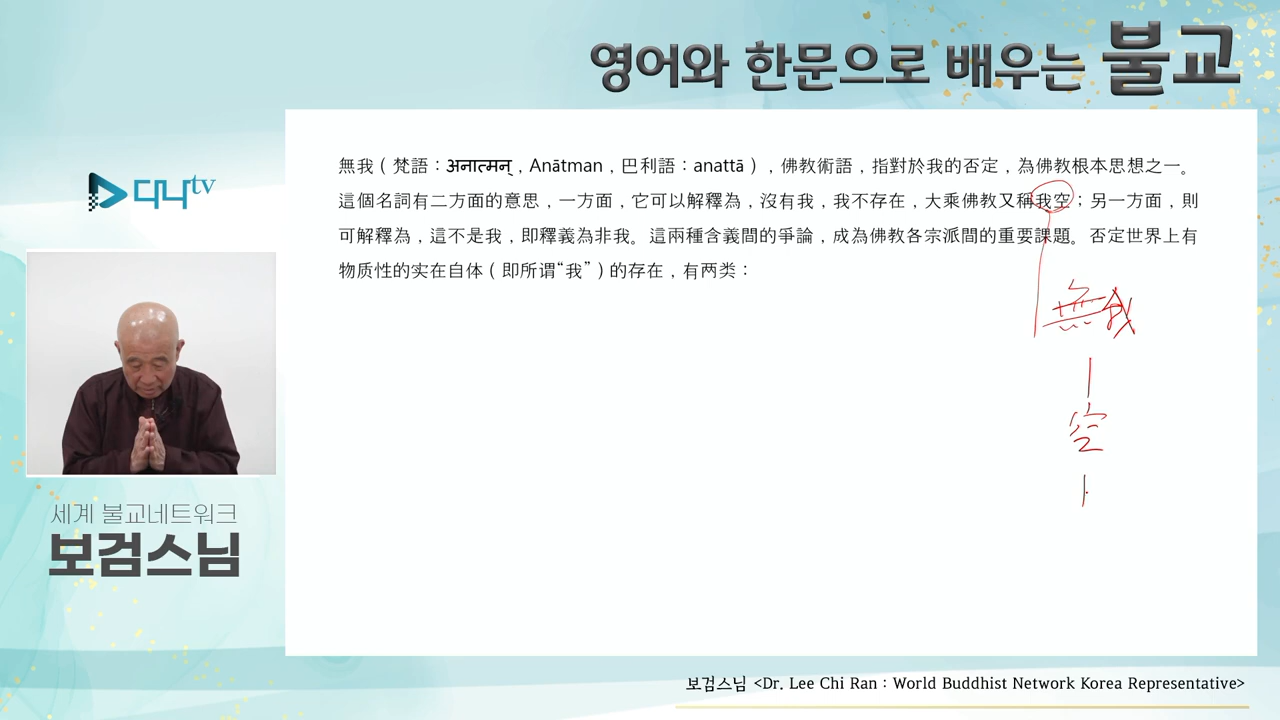 영어와 한문으로 배우는 불교
디나tv
無我（梵語：अनात्मन्，Anātman，巴利語：anattā），佛教術語，指對於我的否定，為佛教根本思想之一。
這個名詞有二方面的意思，一方面，它可以解釋為，沒有我，我不存在，大乘佛教又稱我空；另一方面，則
可解釋為，這不是我，即釋義為非我。這兩種含義間的爭論，成為佛教各宗派間的重要課題。否定世界上有
物质性的实在自体（即所谓“我”）的存在，有两类：
無我
空
세계 불교네트워크
보검스님
보검스님 <Dr. Lee Chi Ran : World Buddhist Network Korea Representative>